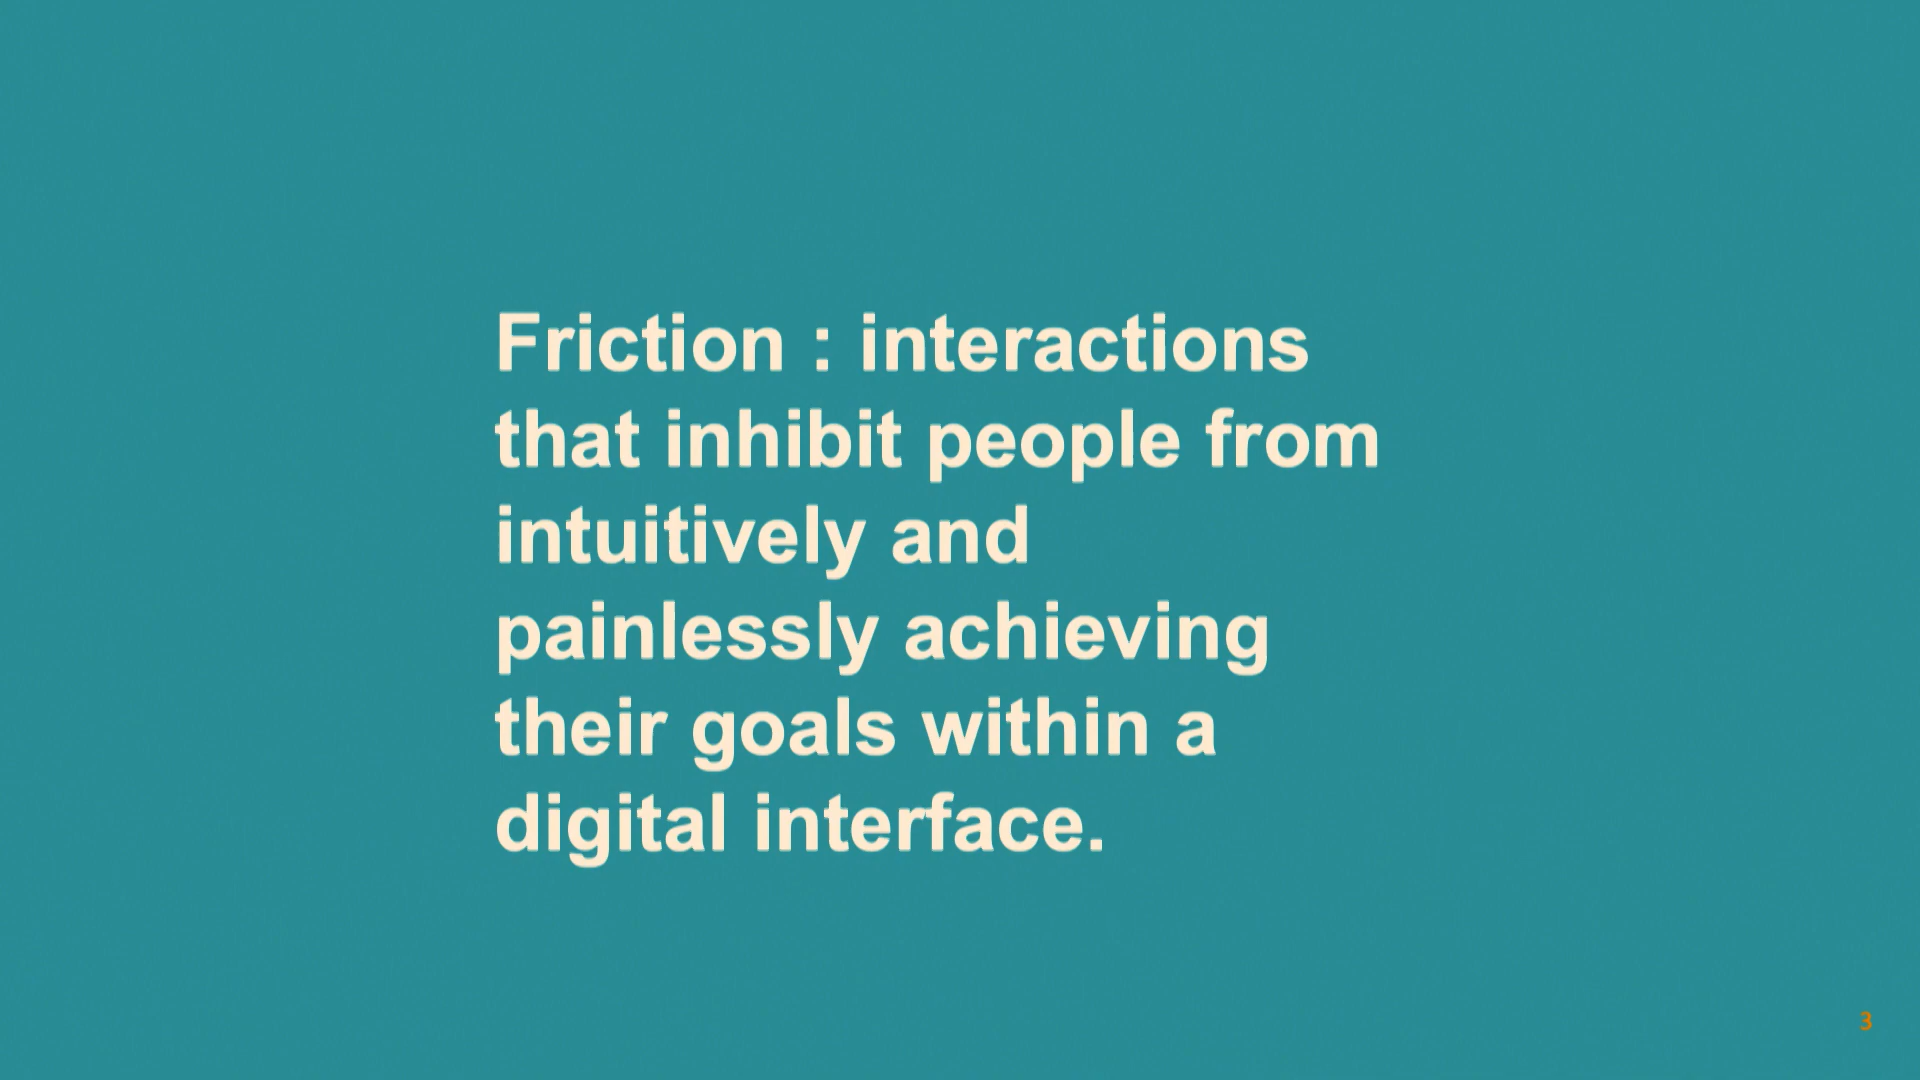 Friction : interactions
that inhibit people from
intuitively and
painlessly achieving
their goals within a
digital interface.
3